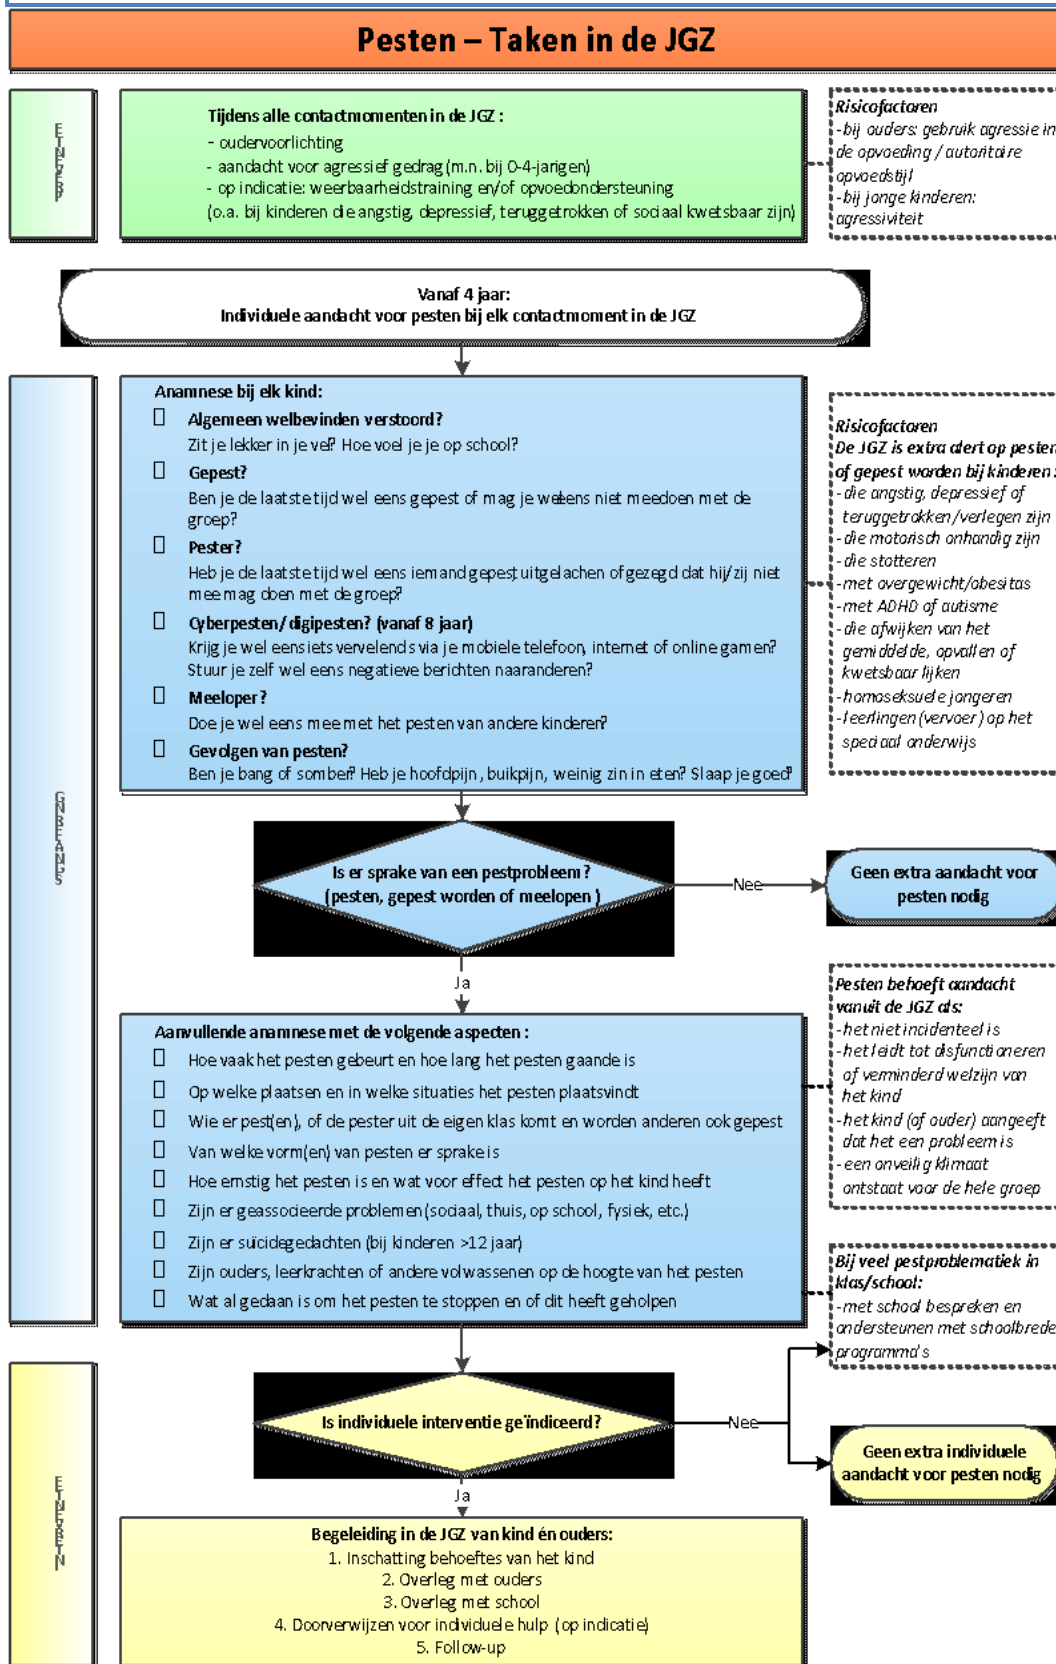 Pesten – Taken in de JGZ
Tijdens alle contactmomenten in de JGZ :
- oudervoorlichting
- aandacht voor agressief gedrag (m.n. bij 0-4-jarigen)
- op indicatie: weerbaarheidstraining en/of opvoedondersteuning
(o.a. bij kinderen die angstig, depressief, teruggetrokken of sociaal kwetsbaar zijn)
Risicofactoren
- bij ouders: gebruik agressie in
de opvoeding / autoritaire
opvoedstijl
- bij jonge kinderen:
agressiviteit
Vanaf 4 jaar:
Individuele aandacht voor pesten bij elk contactmoment in de JGZ
Anamnese bij elk kind:
Algemeen welbevinden verstoord?
Zit je lekker in je vel? Hoe voel je je op school?
Gepest?
Ben je de laatste tijd wel eens gepest of mag je weleens niet meedoen met de
groep?
Pester?
Heb je de laatste tijd wel eens iemand gepest, uitgelachen of gezegd dat hij/zij niet
mee mag doen met de groep?
Cyberpesten/ digipesten? (vanaf 8 jaar)
Krijg je wel eens iets vervelends via je mobiele telefoon, internet of online gamen?
Stuur je zelf wel eens negatieve berichten naar anderen?
Meeloper?
Doe je wel eens mee met het pesten van andere kinderen?
Gevolgen van pesten?
Ben je bang of somber? Heb je hoofdpijn, buikpijn, weinig zin in eten? Slaap je goed?
Risicofactoren
De JGZ is extra alert op pesten
of gepest worden bij kinderen :
- die angstig, depressief of
teruggetrokken/verlegen zijn
- die motorisch onhandig zijn
- die stotteren
- met overgewicht/obesitas
- met ADHD of autisme
- die afwijken van het
gemiddelde, opvallen of
kwetsbaar lijken
- homoseksuele jongeren
- leerlingen (vervoer) op het
speciaal onderwijs
Is er sprake van een pestprobleem?
(pesten, gepest worden of meelopen )
Nee
Geen extra aandacht voor
pesten nodig
Ja
Aanvullende anamnese met de volgende aspecten :
Hoe vaak het pesten gebeurt en hoe lang het pesten gaande is
Op welke plaatsen en in welke situaties het pesten plaatsvindt
Wie er pest(en), of de pester uit de eigen klas komt en worden anderen ook gepest
Van welke vorm(en) van pesten er sprake is
Hoe ernstig het pesten is en wat voor effect het pesten op het kind heeft
Zijn er geassocieerde problemen (sociaal, thuis, op school, fysiek, etc.)
Zijn er suïcidegedachten (bij kinderen >12 jaar)
Zijn ouders, leerkrachten of andere volwassenen op de hoogte van het pesten
Wat al gedaan is om het pesten te stoppen en of dit heeft geholpen
Pesten behoeft aandacht
vanuit de JGZ als:
- het niet incidenteel is
- het leidt tot disfunctioneren
of verminderd welzijn van
het kind
- het kind (of ouder) aangeeft
dat het een probleem is
- een onveilig klimaat
ontstaat voor de hele groep
Bij veel pestproblematiek in
klas/school:
- met school bespreken en
ondersteunen met schoolbrede
programma's
Is individuele interventie geïndiceerd?
Nee
Geen extra individuele
aandacht voor pesten nodig
Ja
Begeleiding in de JGZ van kind én ouders:
1. Inschatting behoeftes van het kind
2. Overleg met ouders
3. Overleg met school
4. Doorverwijzen voor individuele hulp (op indicatie)
5. Follow-up